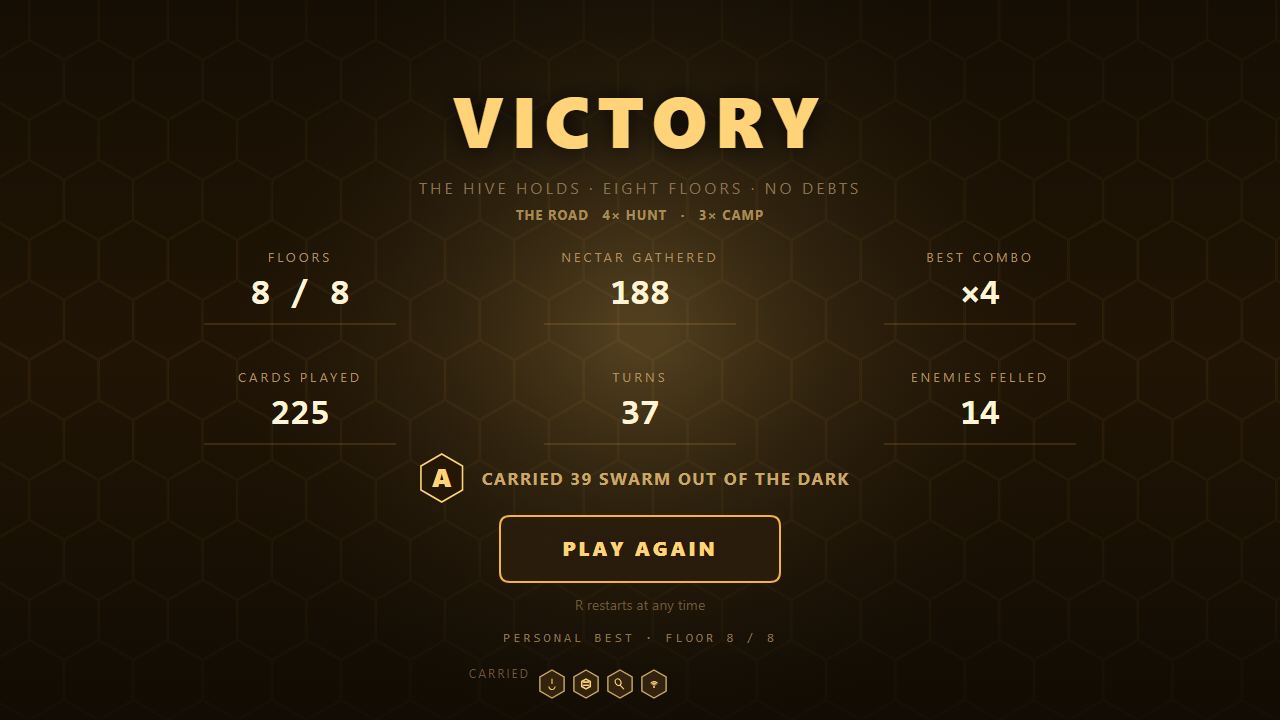 VICTORY
THE HIVE HOLDS · EIGHT FLOORS · NO DEBTS
THE ROAD 4× HUNT · 3× CAMP
FLOORS
8 / 8
NECTAR GATHERED
188
BEST COMBO
×4
CARDS PLAYED
225
TURNS
37
ENEMIES FELLED
14
A
CARRIED 39 SWARM OUT OF THE DARK
PLAY AGAIN
R restarts at any time
PERSONAL BEST · FLOOR 8 / 8
CARRIED